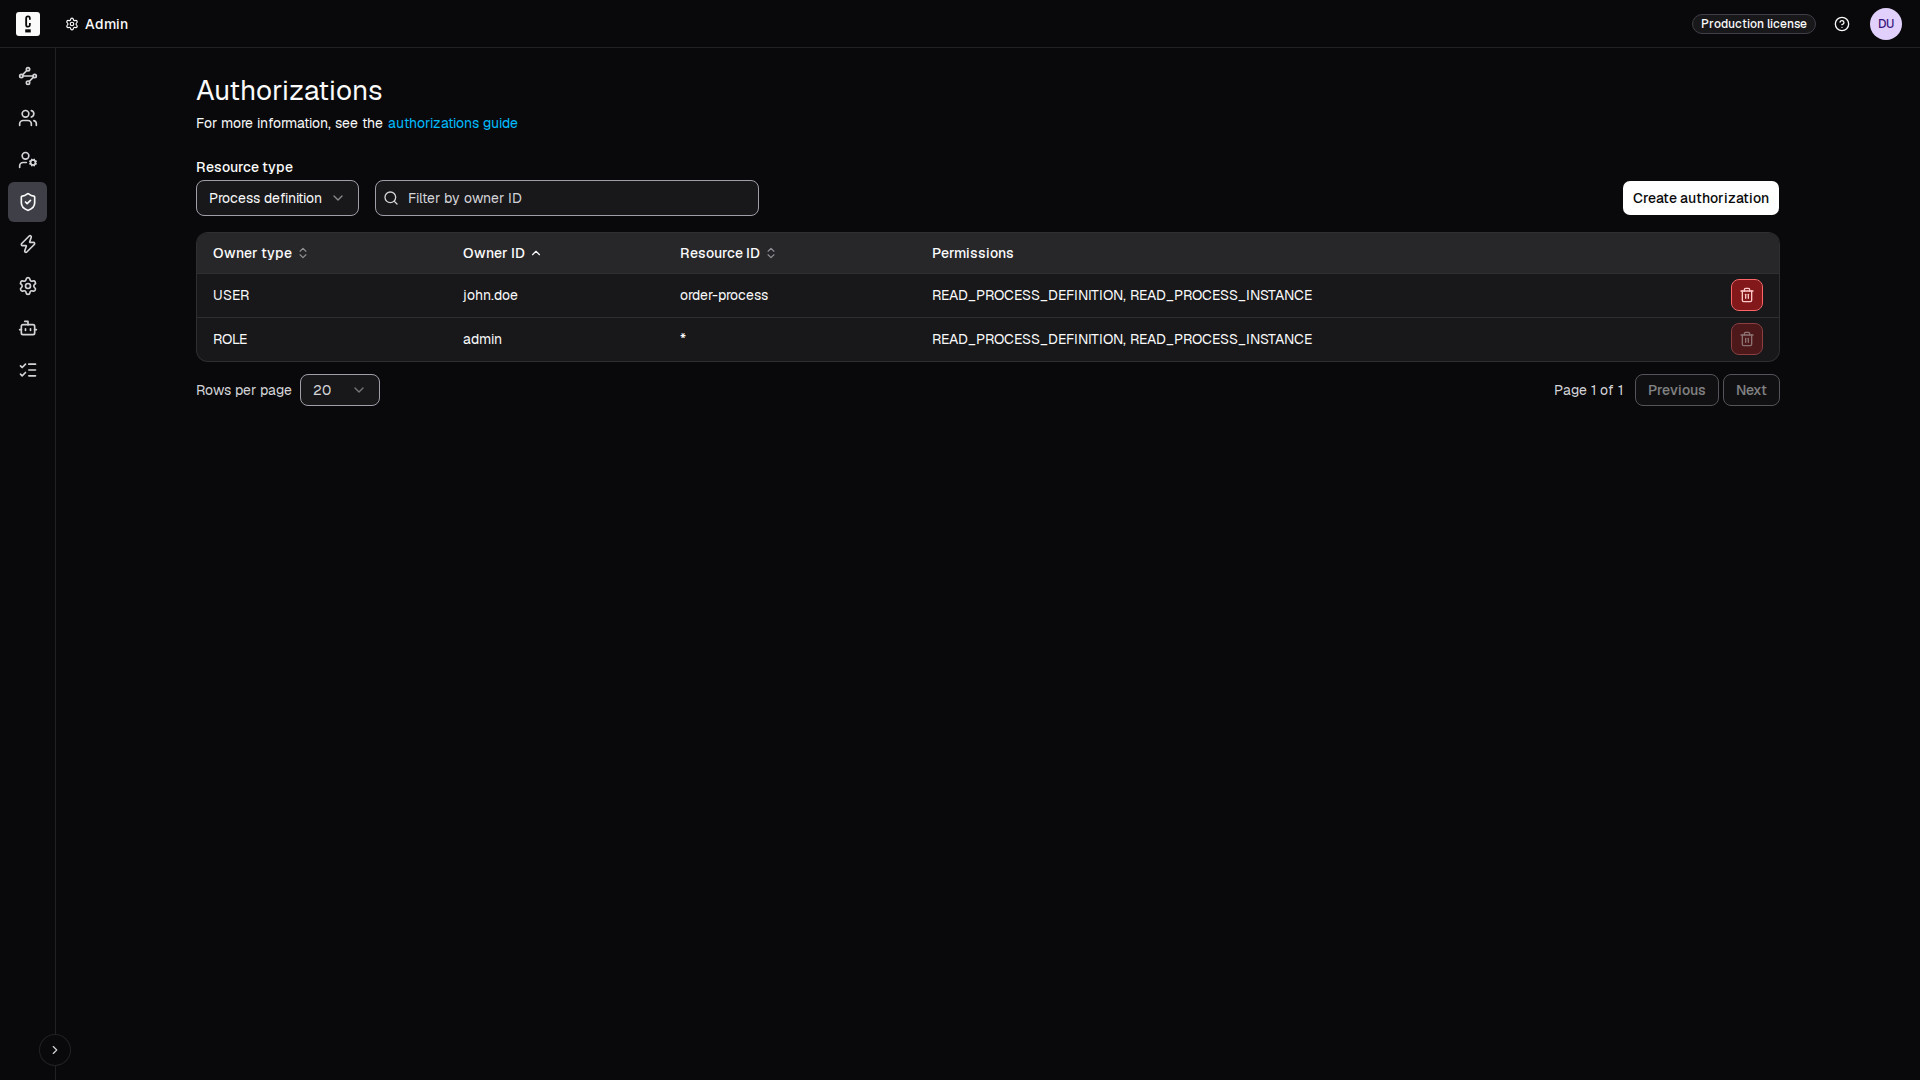 Admin
Production license
DU
Authorizations
For more information, see the authorizations guide
Resource type
Process definition
Filter by owner ID
Create authorization
Owner type Owner ID Resource ID Permissions
USER john.doe order-process READ_PROCESS_DEFINITION, READ_PROCESS_INSTANCE
ROLE admin * READ_PROCESS_DEFINITION, READ_PROCESS_INSTANCE
Rows per page 20 Page 1 of 1 Previous Next